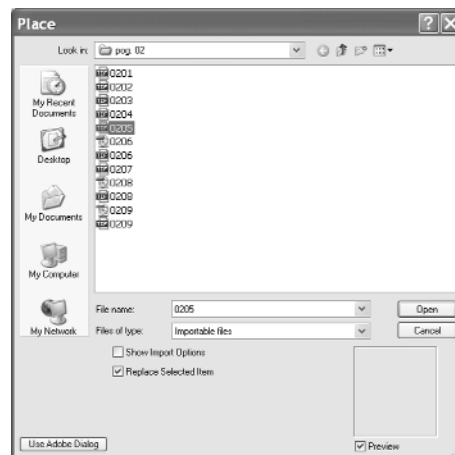 Place
Look in: pog. 02
My Recent
Documents
Desktop
My Documents
My Computer
My Network
0201
0202
0203
0204
0205
0206
0206
0207
0208
0208
0209
0209
File name: 0205 Open
Files of type: Importable files Cancel
Show Import Options
Replace Selected Item
Use Adobe Dialog
Preview